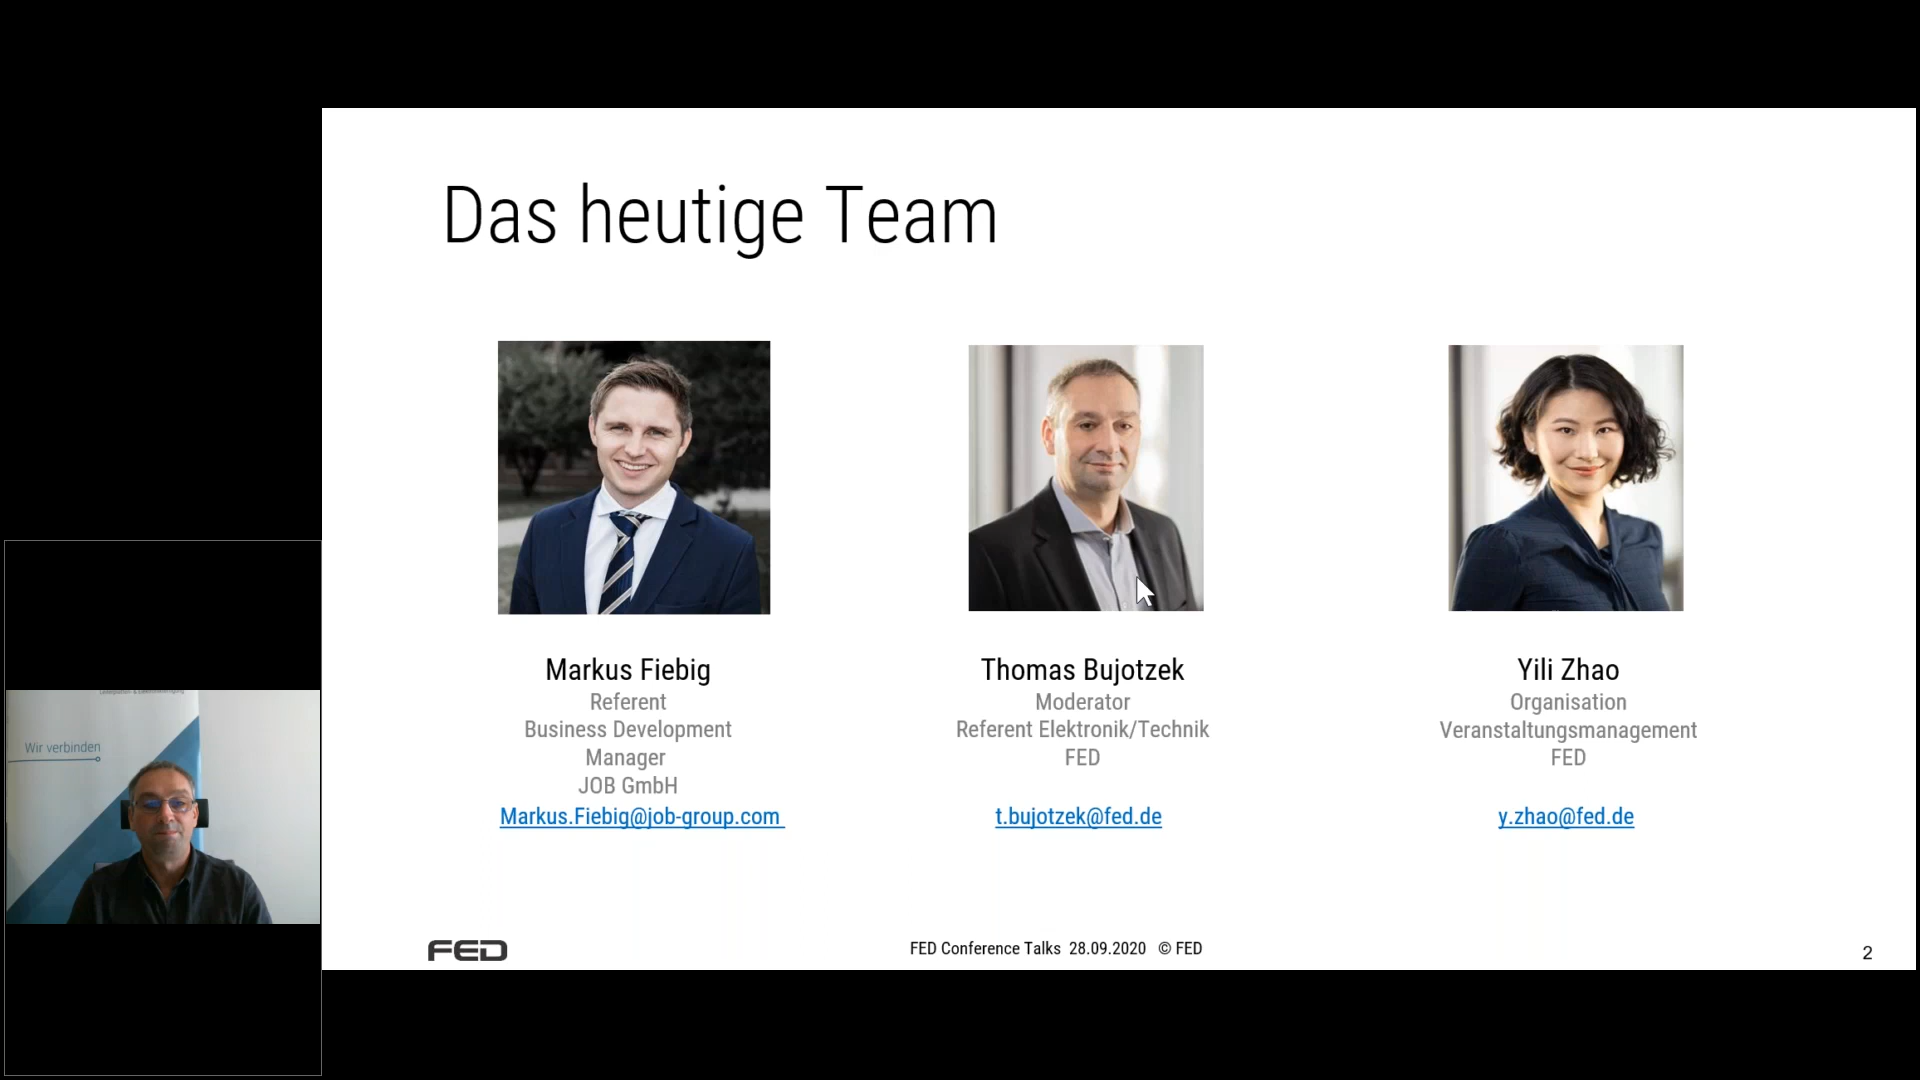 Das heutige Team
Markus Fiebig
Referent
Business Development
Manager
JOB GmbH
Markus.Fiebig@job-group.com
Thomas Bujotzek
Moderator
Referent Elektronik/Technik
FED
t.bujotzek@fed.de
Yili Zhao
Organisation
Veranstaltungsmanagement
FED
y.zhao@fed.de
Wir verbinden
FED
FED Conference Talks 28.09.2020 © FED
2